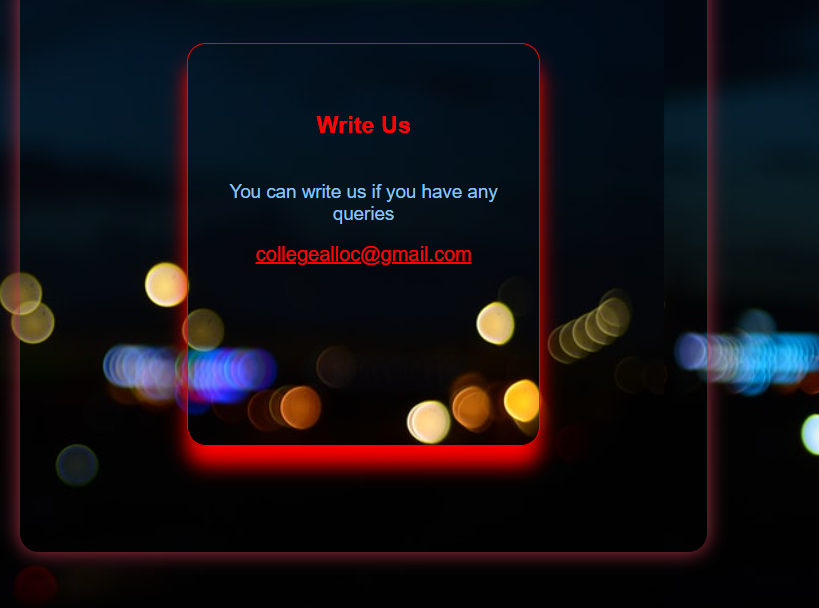 Write Us
You can write us if you have any
queries
collegealloc@gmail.com